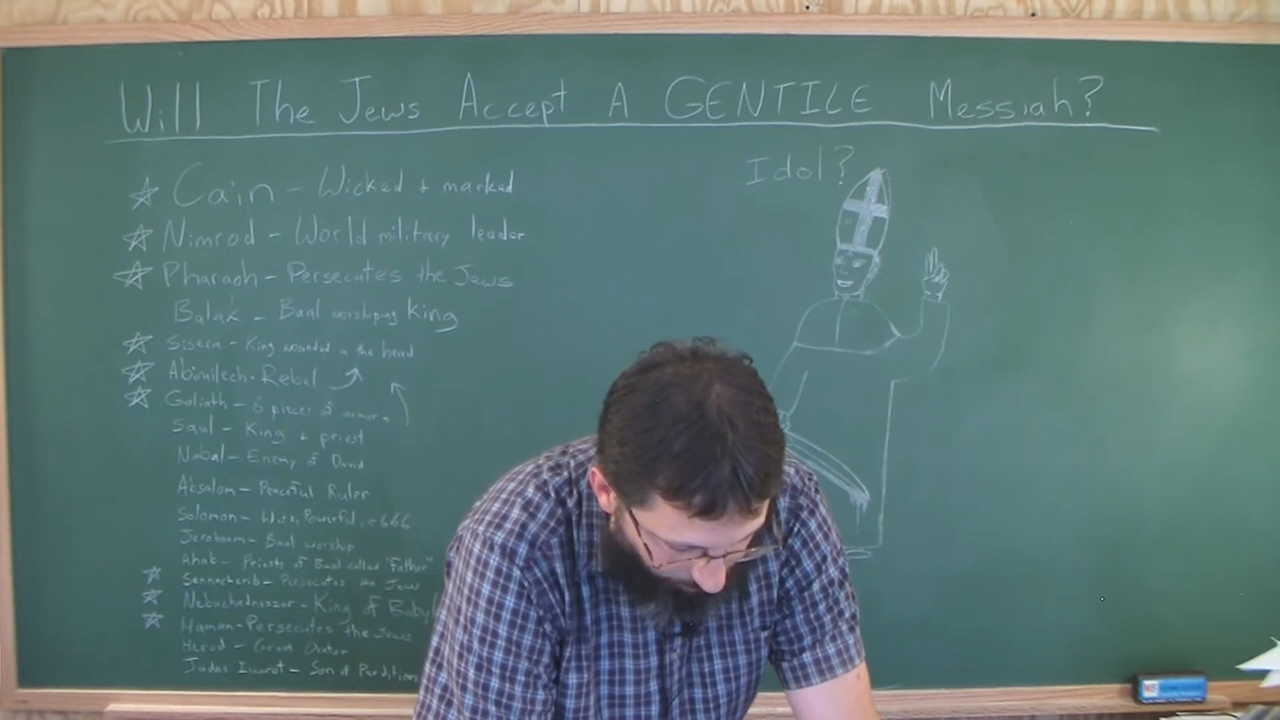 Will The Jews Accept A GENTILE Messiah?
Idol?
Cain - Wicked + marked
Nimrod - World military leader
Pharaoh - Persecutes the Jews
Balak - Baal worshiping King
Sisera - King wounded in the head
Abimilech - Rebel
Goliath - 6 pieces of armor
Saul - King + priest
Nabal - Enemy of David
Absalom - Peaceful Ruler
Solomon - Wise, Powerful, 666
Jeroboam - Baal worship
Ahab - Priests of Baal called "Father"
Sennacherib - Persecutes the Jews
Nebuchadnezzar - King of Baby
Haman - Persecutes the Jews
Herod - Great Orator
Judas Iscariot - Son of Perdition